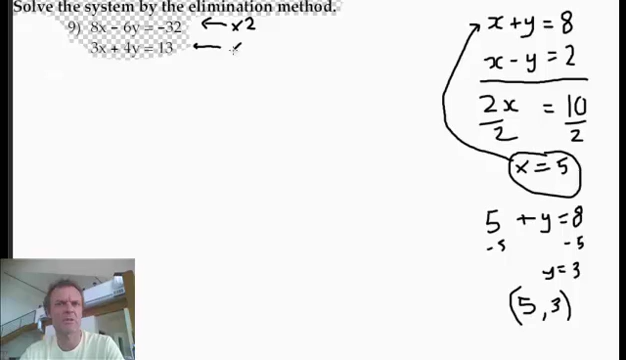 Solve the system by the elimination method.
9) 8x − 6y = −32 ← x2
3x + 4y = 13 ←
x + y = 8
x − y = 2
2x = 10
2 2
x = 5
5 + y = 8
-5 -5
y = 3
(5, 3)